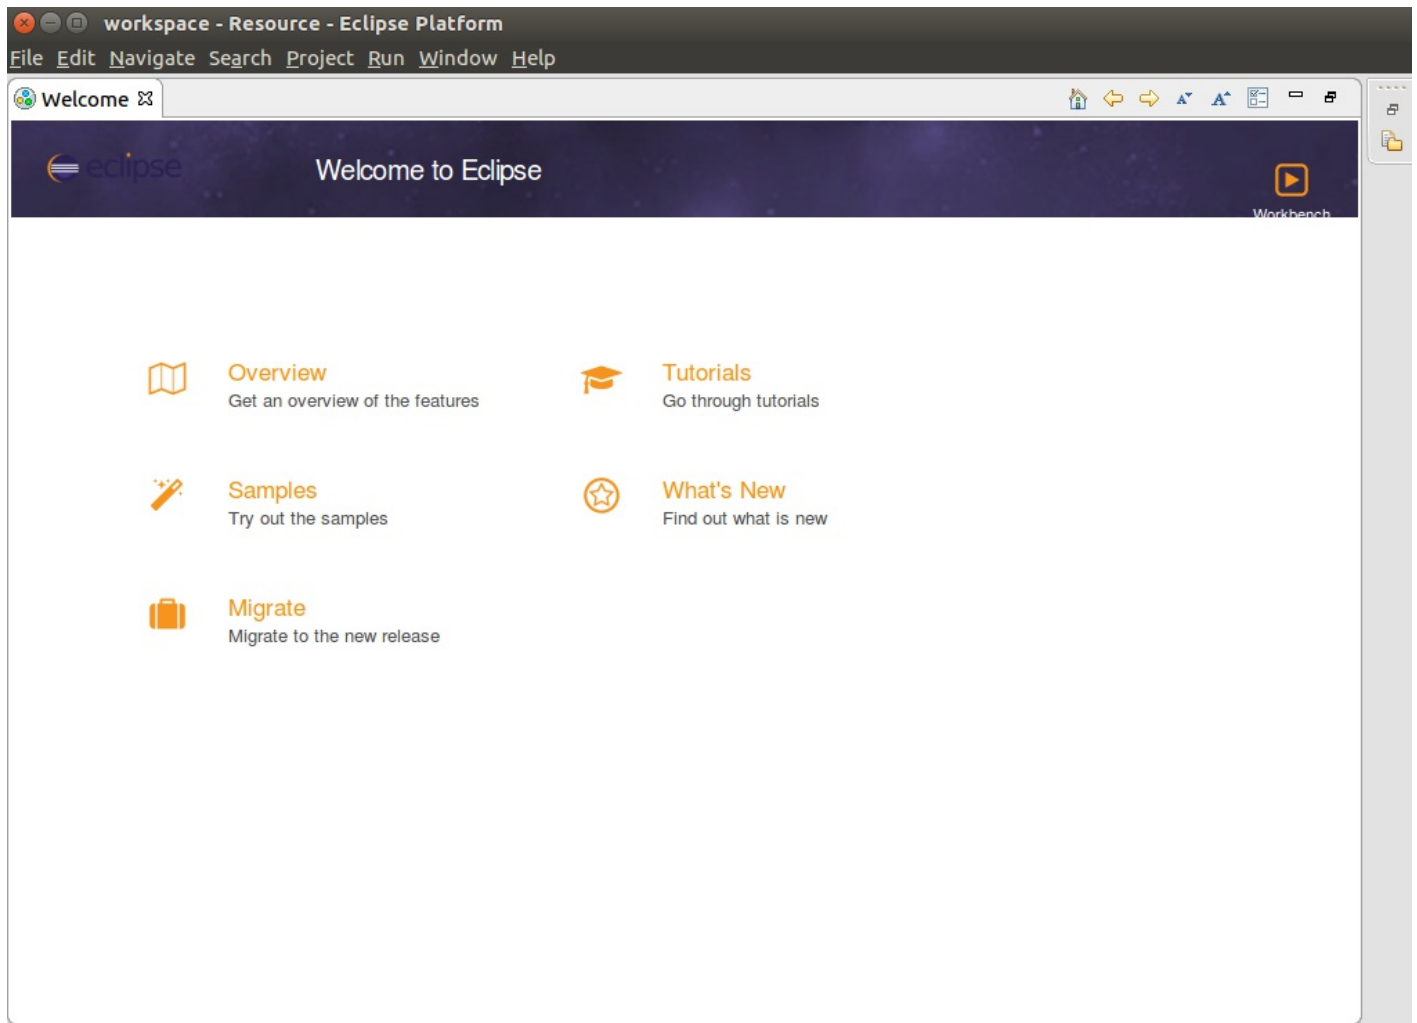 workspace - Resource - Eclipse Platform
File Edit Navigate Search Project Run Window Help
Welcome
eclipse
Welcome to Eclipse
Workbench
Overview
Get an overview of the features
Tutorials
Go through tutorials
Samples
Try out the samples
What's New
Find out what is new
Migrate
Migrate to the new release